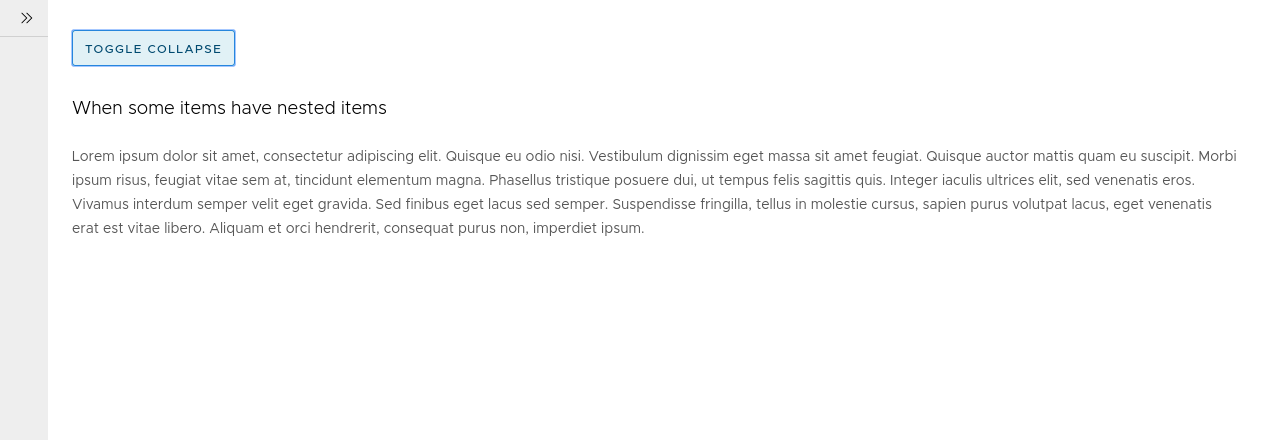 TOGGLE COLLAPSE
When some items have nested items
Lorem ipsum dolor sit amet, consectetur adipiscing elit. Quisque eu odio nisi. Vestibulum dignissim eget massa sit amet feugiat. Quisque auctor mattis quam eu suscipit. Morbi
ipsum risus, feugiat vitae sem at, tincidunt elementum magna. Phasellus tristique posuere dui, ut tempus felis sagittis quis. Integer iaculis ultrices elit, sed venenatis eros.
Vivamus interdum semper velit eget gravida. Sed finibus eget lacus sed semper. Suspendisse fringilla, tellus in molestie cursus, sapien purus volutpat lacus, eget venenatis
erat est vitae libero. Aliquam et orci hendrerit, consequat purus non, imperdiet ipsum.